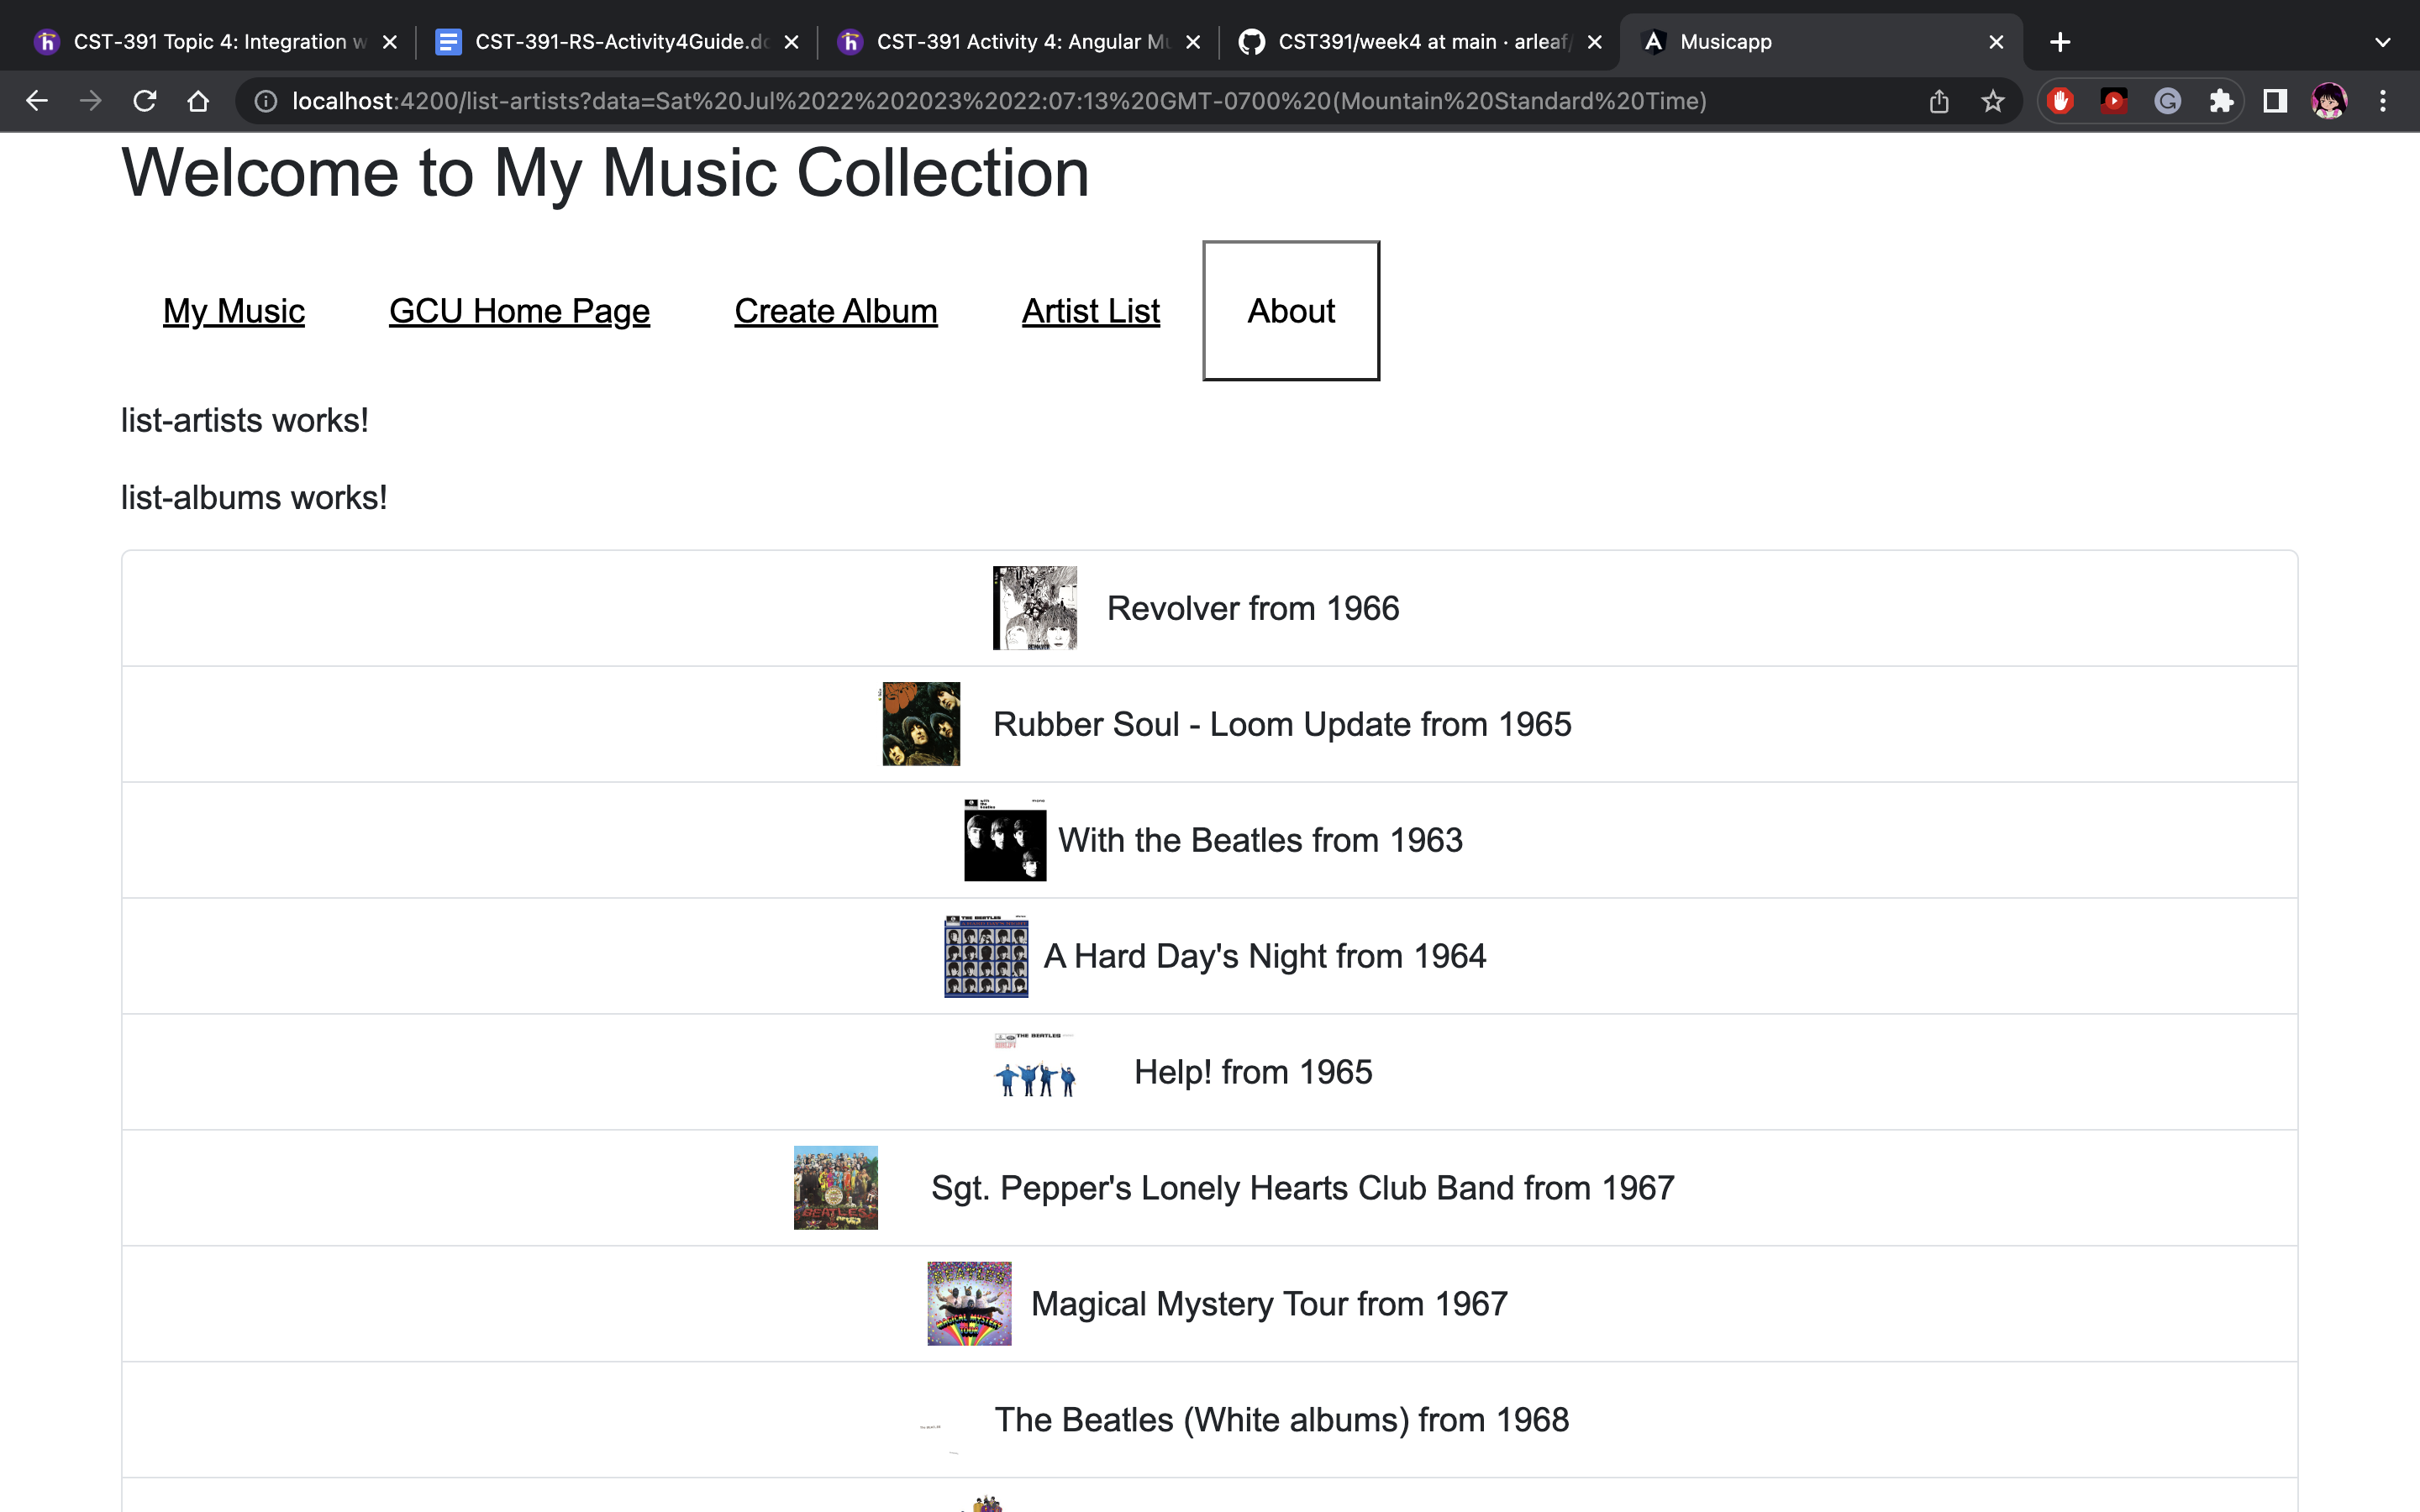 CST-391 Topic 4: Integration w
CST-391-RS-Activity4Guide.do
CST-391 Activity 4: Angular Mu
CST391/week4 at main · arleaf/
Musicapp
localhost:4200/list-artists?data=Sat%20Jul%2022%202023%2022:07:13%20GMT-0700%20(Mountain%20Standard%20Time)
Welcome to My Music Collection
My Music GCU Home Page Create Album Artist List About
list-artists works!
list-albums works!
Revolver from 1966
Rubber Soul - Loom Update from 1965
With the Beatles from 1963
A Hard Day's Night from 1964
Help! from 1965
Sgt. Pepper's Lonely Hearts Club Band from 1967
Magical Mystery Tour from 1967
The Beatles (White albums) from 1968